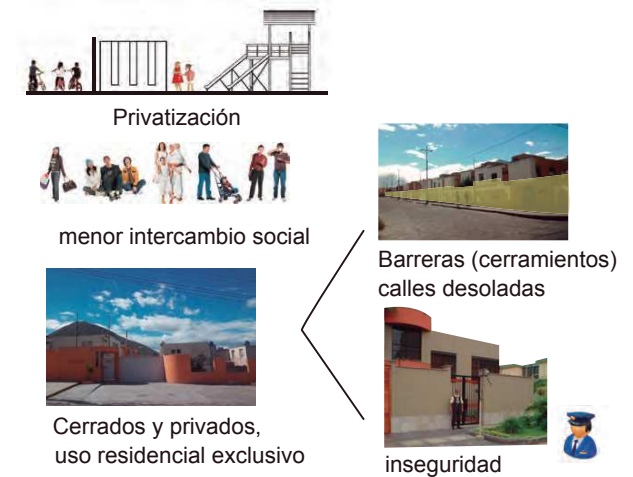 Privatización
menor intercambio social
Cerrados y privados,
uso residencial exclusivo
Barreras (cerramientos)
calles desoladas
inseguridad